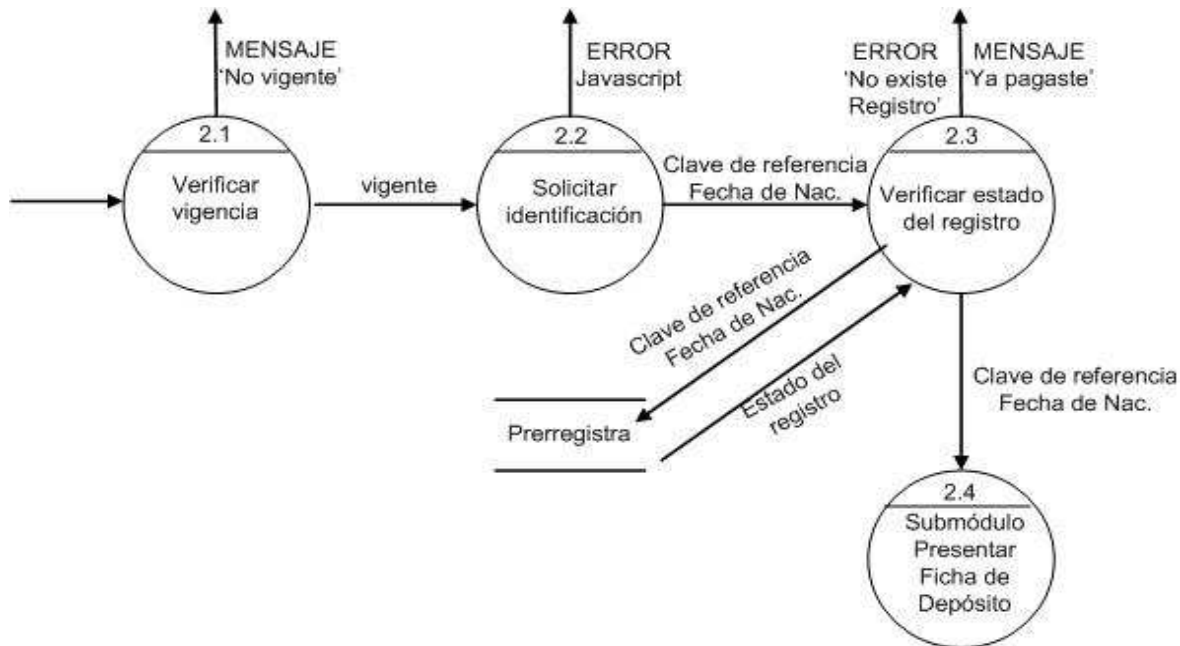 MENSAJE
‘No vigente’
ERROR
Javascript
ERROR
‘No existe
Registro’
MENSAJE
‘Ya pagaste’
2.1
Verificar
vigencia
vigente
2.2
Solicitar
identificación
Clave de referencia
Fecha de Nac.
2.3
Verificar estado
del registro
Clave de referencia
Fecha de Nac.
Estado del
registro
Prerregistra
Clave de referencia
Fecha de Nac.
2.4
Submódulo
Presentar
Ficha de
Depósito